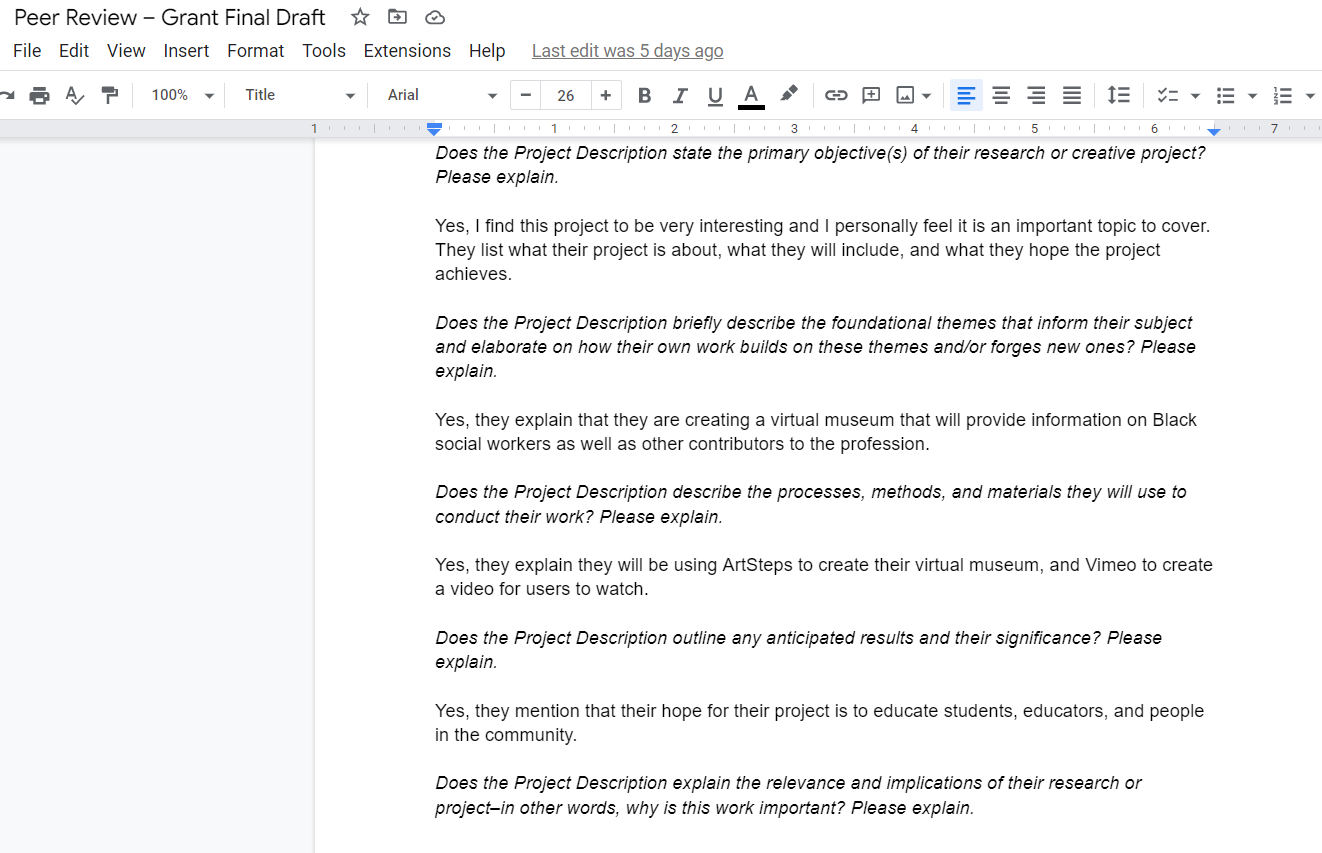 Peer Review – Grant Final Draft
File Edit View Insert Format Tools Extensions Help Last edit was 5 days ago
100% Title Arial − 26 + B I U A
1 1 2 3 4 5 6 7
Does the Project Description state the primary objective(s) of their research or creative project?
Please explain.
Yes, I find this project to be very interesting and I personally feel it is an important topic to cover.
They list what their project is about, what they will include, and what they hope the project
achieves.
Does the Project Description briefly describe the foundational themes that inform their subject
and elaborate on how their own work builds on these themes and/or forges new ones? Please
explain.
Yes, they explain that they are creating a virtual museum that will provide information on Black
social workers as well as other contributors to the profession.
Does the Project Description describe the processes, methods, and materials they will use to
conduct their work? Please explain.
Yes, they explain they will be using ArtSteps to create their virtual museum, and Vimeo to create
a video for users to watch.
Does the Project Description outline any anticipated results and their significance? Please
explain.
Yes, they mention that their hope for their project is to educate students, educators, and people
in the community.
Does the Project Description explain the relevance and implications of their research or
project–in other words, why is this work important? Please explain.